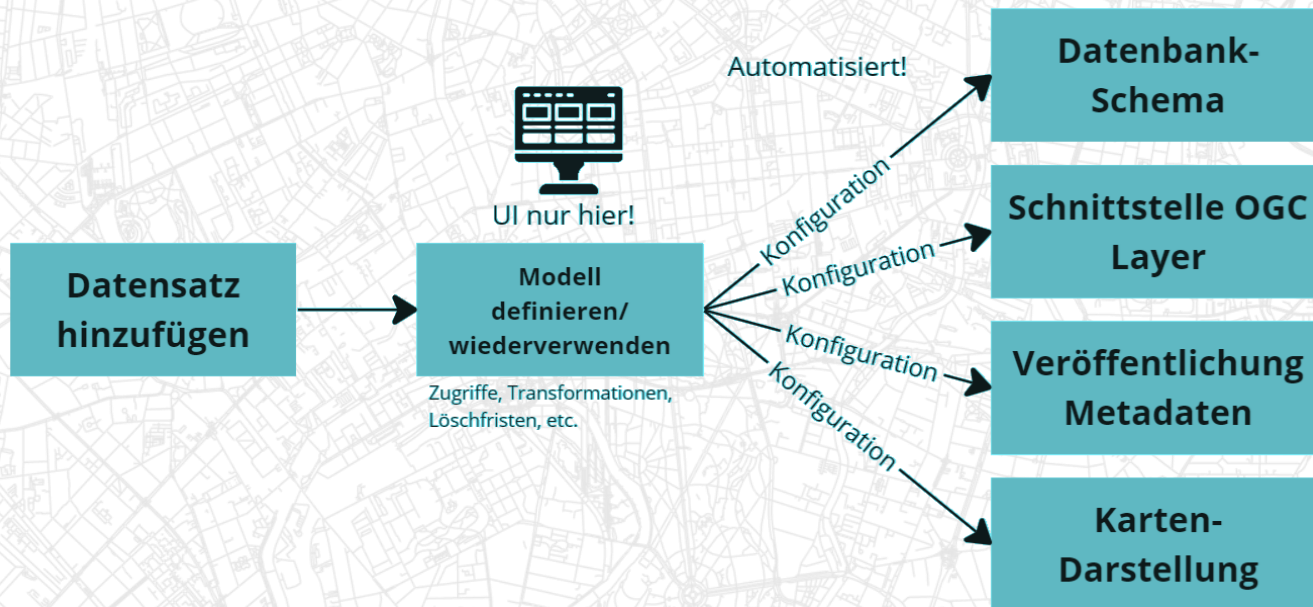 Automatisiert!
Datenbank-
Schema
UI nur hier!
Konfiguration
Schnittstelle OGC
Layer
Konfiguration
Datensatz
hinzufügen
Modell
definieren/
wiederverwenden
Zugriffe, Transformationen,
Löschfristen, etc.
Konfiguration
Veröffentlichung
Metadaten
Konfiguration
Karten-
Darstellung